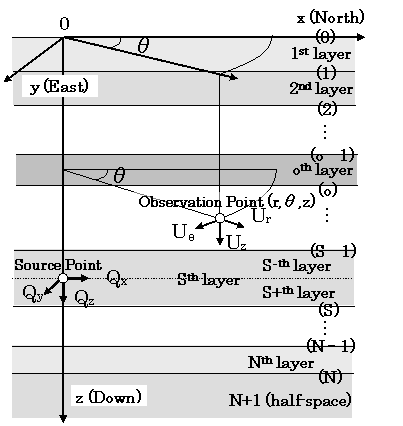 0
x (North)
(0)
θ
1st layer
(1)
y (East)
2nd layer
(2)
⋮
(o - 1)
θ
oth layer
(o)
Observation Point (r, θ, z)
⋮
Ur
Uθ
Uz
(S - 1)
Source Point
S-th layer
Qx
Sth layer
Qy
Qz
S+th layer
(S)
⋮
(N - 1)
Nth layer
(N)
z (Down)
N+1 (half-space)